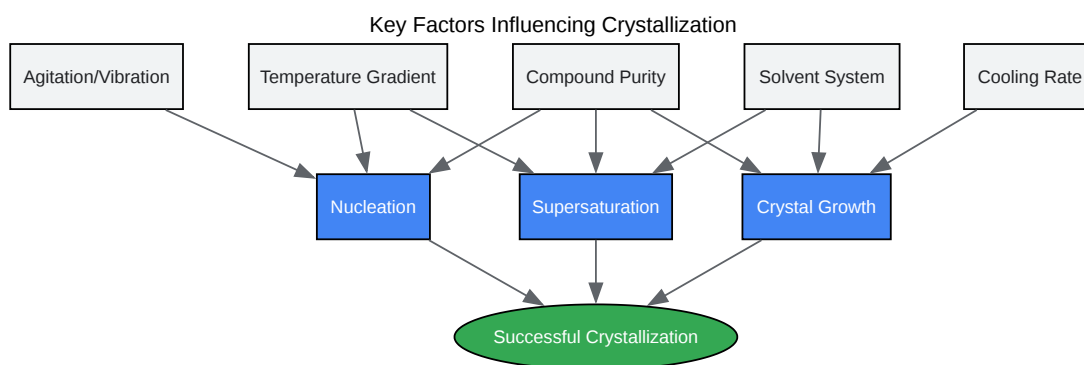 Key Factors Influencing Crystallization
Agitation/Vibration
Temperature Gradient
Compound Purity
Solvent System
Cooling Rate
Nucleation
Supersaturation
Crystal Growth
Successful Crystallization